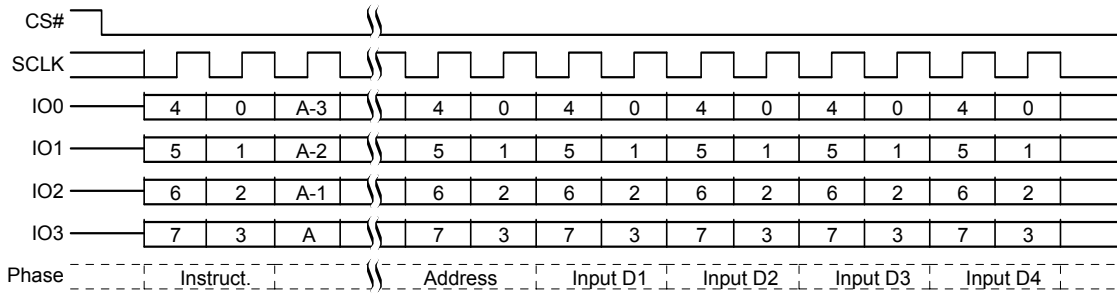 CS#
SCLK
IO0 4 0 A-3 4 0 4 0 4 0 4 0 4 0
IO1 5 1 A-2 5 1 5 1 5 1 5 1 5 1
IO2 6 2 A-1 6 2 6 2 6 2 6 2 6 2
IO3 7 3 A 7 3 7 3 7 3 7 3 7 3
Phase Instruct. Address Input D1 Input D2 Input D3 Input D4